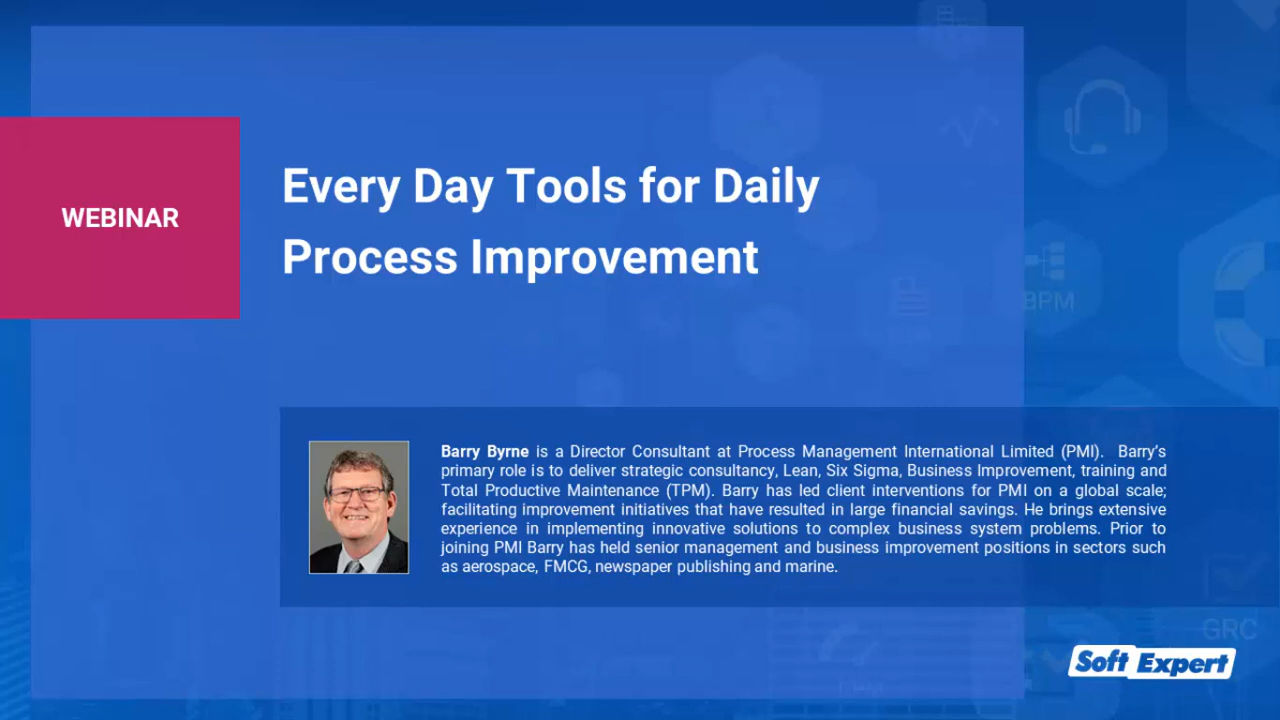 WEBINAR
Every Day Tools for Daily
Process Improvement
Barry Byrne is a Director Consultant at Process Management International Limited (PMI). Barry's
primary role is to deliver strategic consultancy, Lean, Six Sigma, Business Improvement, training and
Total Productive Maintenance (TPM). Barry has led client interventions for PMI on a global scale;
facilitating improvement initiatives that have resulted in large financial savings. He brings extensive
experience in implementing innovative solutions to complex business system problems. Prior to
joining PMI Barry has held senior management and business improvement positions in sectors such
as aerospace, FMCG, newspaper publishing and marine.
BPM
GRC
Soft Expert